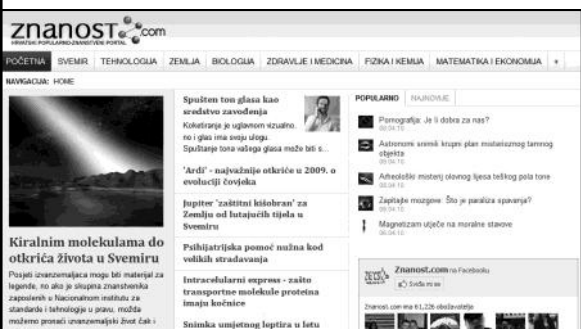 znanost.com
HRVATSKI POPULARNO-ZNANSTVENI PORTAL
POČETNA SVEMIR TEHNOLOGIJA ZEMLJA BIOLOGIJA ZDRAVLJE I MEDICINA FIZIKA I KEMIJA MATEMATIKA I EKONOMIJA
NAVIGACIJA: HOME
Kiralnim molekulama do
otkrića života u Svemiru
Posjeti izvanzemaljaca mogu biti materijal za
legende, no ako je skupina znanstvenika
zaposlenih u Nacionalnom institutu za
standarde i tehnologije u pravu, možda
možemo pronaći izvanzemaljski život čak i
Spušten ton glasa kao
sredstvo zavođenja
Koketiranje je uglavnom vizualno,
no i glas ima svoju ulogu.
Spuštanje tona vašega glasa može biti s...
'Ardi' - najvažnije otkriće u 2009. o
evoluciji čovjeka
Jupiter 'zaštitni kišobran' za
Zemlju od lutajućih tijela u
Svemiru
Psihijatrijska pomoć nužna kod
velikih stradavanja
Intracelularni express - zašto
transportne molekule proteina
imaju kočnice
Snimka umjetnog leptira u letu
POPULARNO NAJNOVIJE
Pornografija: Je li dobra za nas?
Astronomi snimili krupni plan misterioznog tamnog
objekta
Arheološki misterij olovnog lijesa teškog pola tone
Zapitajte mozgove: Što je paraliza spavanja?
Magnetizam utječe na moralne stavove
Znanost.com na Facebooku
Sviđa mi se
Znanost.com ima 61,226 obožavatelja